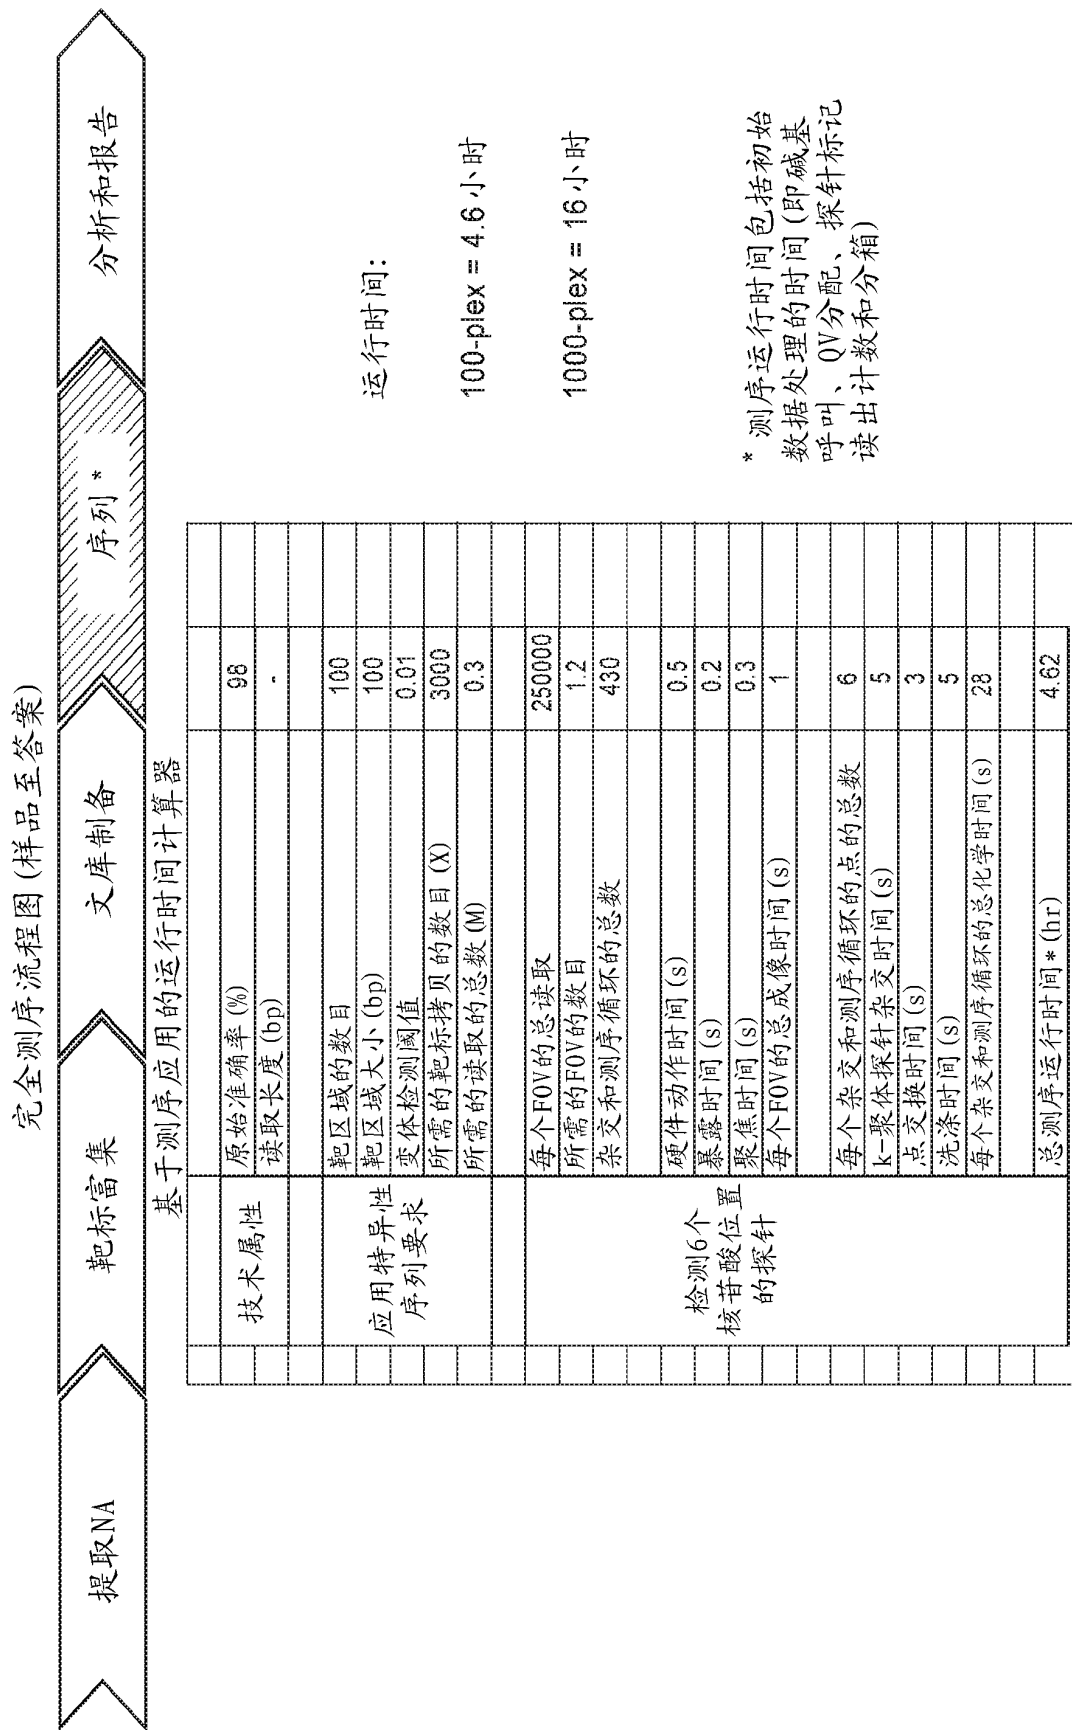 完全测序流程图(样品至答案)
提取NA
靶标富集
文库制备
序列*
分析和报告
基于测序应用的运行时间计算器
技术属性
原始准确率(%) 98
读取长度(bp) -
应用特异性
序列要求
靶区域的数目 100
靶区域大小(bp) 100
变体检测阈值 0.01
所需的靶标拷贝的数目(X) 3000
所需的读取的总数(M) 0.3
检测6个
核苷酸位置
的探针
每个FOV的总读取 250000
所需的FOV的数目 1.2
杂交和测序循环的总数 430
硬件动作时间(s) 0.5
暴露时间(s) 0.2
聚焦时间(s) 0.3
每个FOV的总成像时间(s) 1
每个杂交和测序循环的点的总数 6
k-聚体探针杂交时间(s) 5
点交换时间(s) 3
洗涤时间(s) 5
每个杂交和测序循环的总化学时间(s) 28
总测序运行时间*(hr) 4.62
运行时间:
100-plex = 4.6 小时
1000-plex = 16 小时
* 测序运行时间包括初始
数据处理的时间(即碱基
呼叫、QV分配、探针标记
读出计数和分箱)